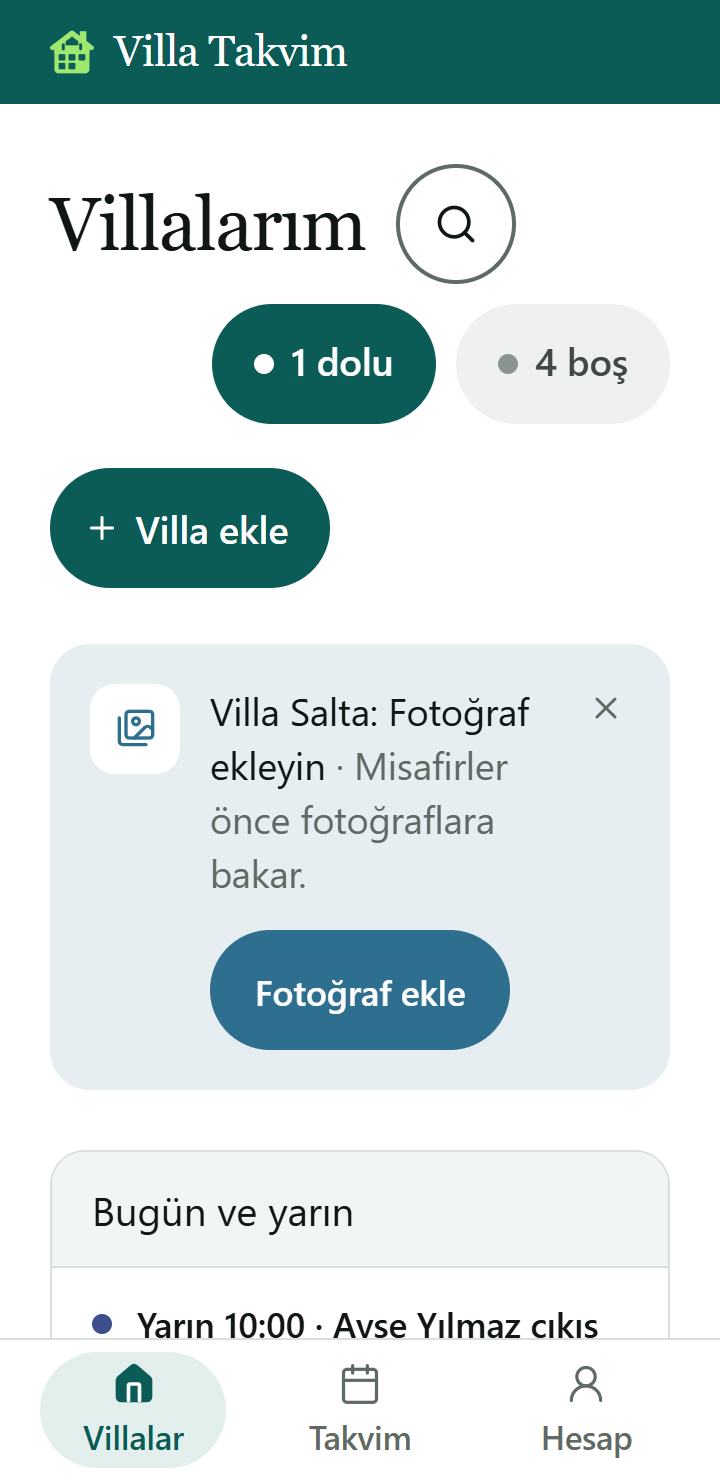 Villa Takvim
Villalarım
1 dolu
4 boş
+ Villa ekle
Villa Salta: Fotoğraf
ekleyin · Misafirler
önce fotoğraflara
bakar.
Fotoğraf ekle
Bugün ve yarın
Yarın 10:00 · Ayşe Yılmaz çıkış
Villalar
Takvim
Hesap